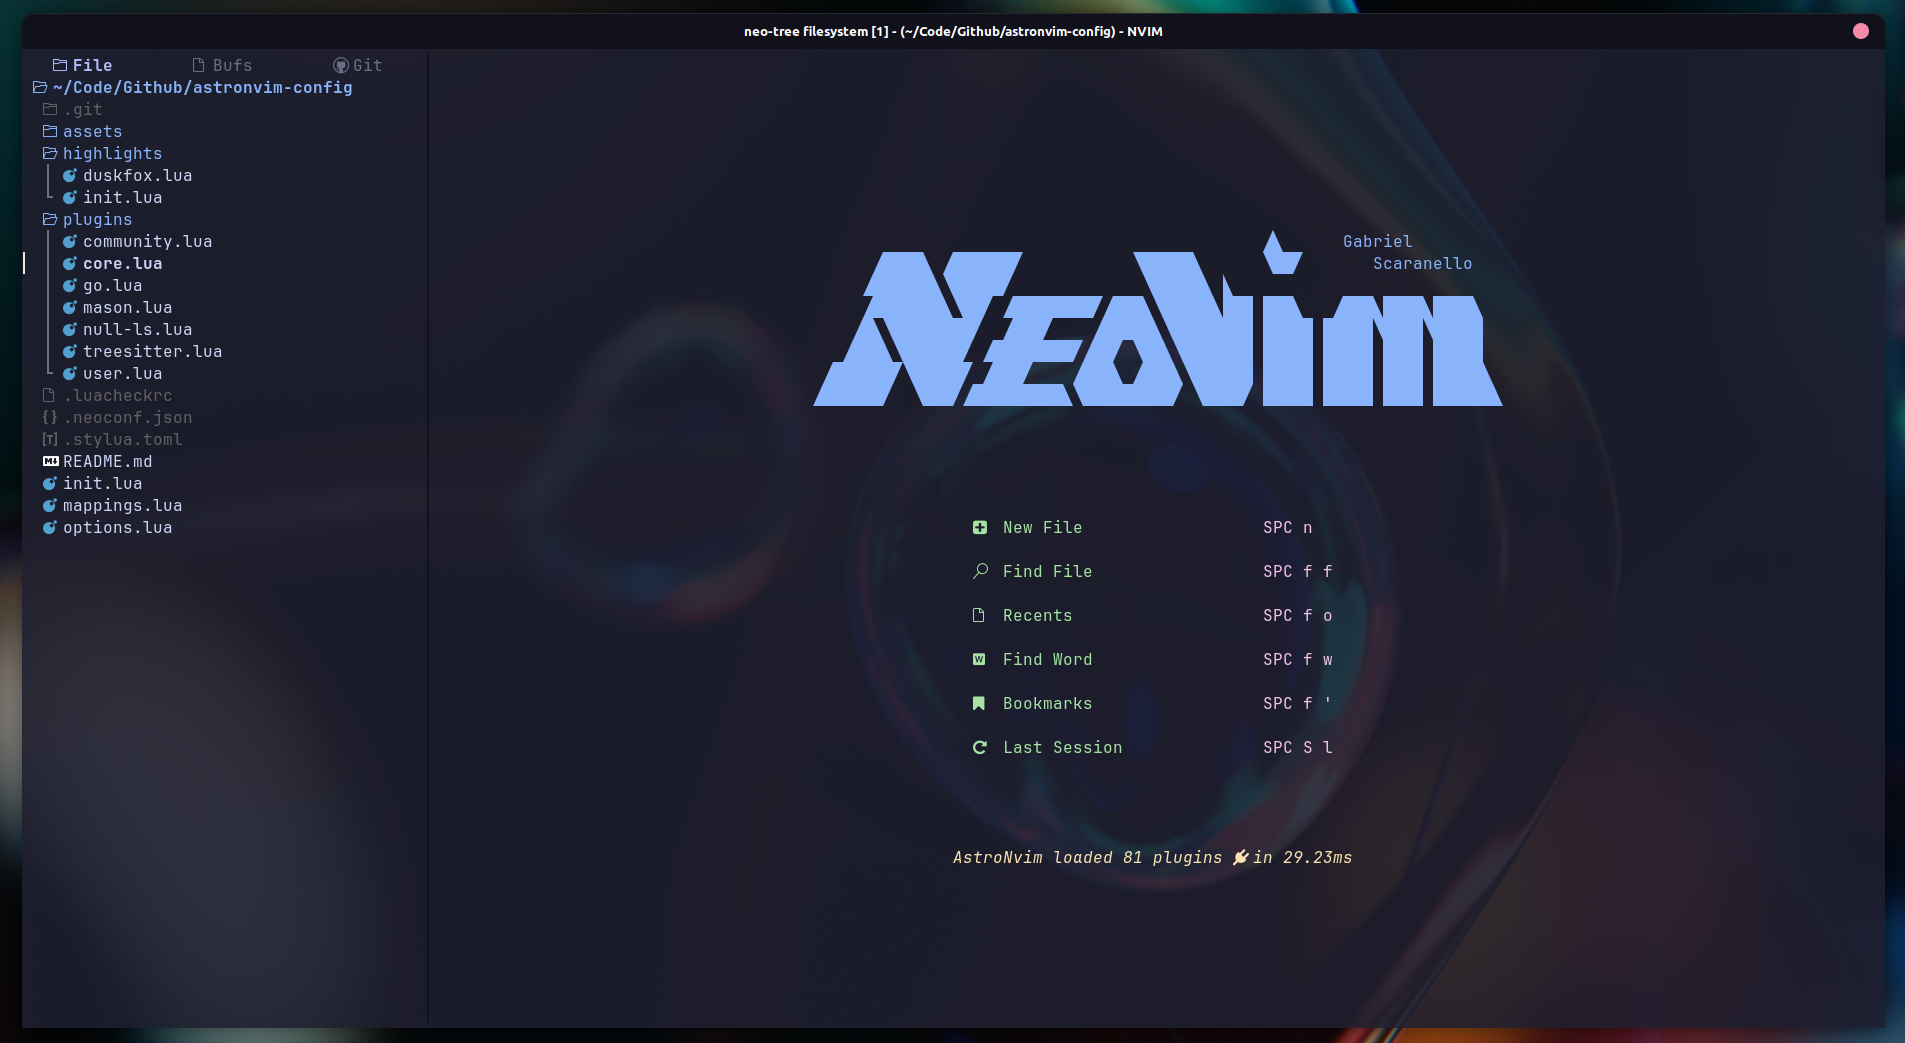 neo-tree filesystem [1] - (~/Code/Github/astronvim-config) - NVIM
File Bufs Git
~/Code/Github/astronvim-config
.git
assets
highlights
duskfox.lua
init.lua
plugins
community.lua
core.lua
go.lua
mason.lua
null-ls.lua
treesitter.lua
user.lua
.luacheckrc
.neoconf.json
.stylua.toml
README.md
init.lua
mappings.lua
options.lua
Gabriel
Scaranello
NEOVIM
New File SPC n
Find File SPC f f
Recents SPC f o
Find Word SPC f w
Bookmarks SPC f '
Last Session SPC S l
AstroNvim loaded 81 plugins in 29.23ms